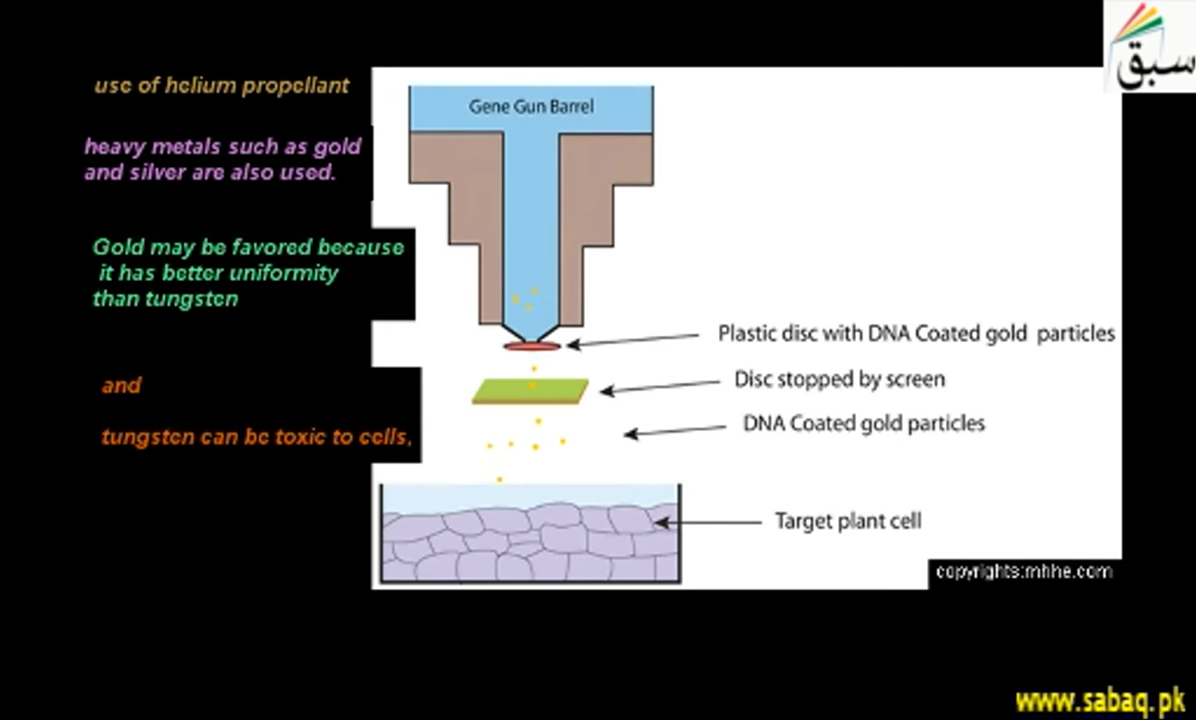 سبق
use of helium propellant
Gene Gun Barrel
heavy metals such as gold
and silver are also used.
Gold may be favored because
it has better uniformity
than tungsten
Plastic disc with DNA Coated gold particles
Disc stopped by screen
and
DNA Coated gold particles
tungsten can be toxic to cells,
Target plant cell
copyrights:mhhe.com
www.sabaq.pk